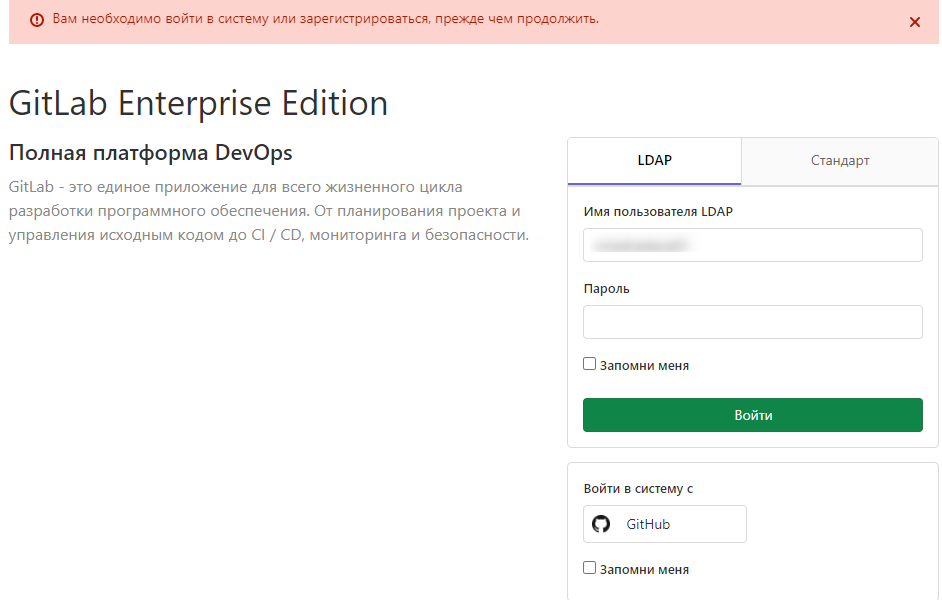 Вам необходимо войти в систему или зарегистрироваться, прежде чем продолжить.
GitLab Enterprise Edition
Полная платформа DevOps
GitLab - это единое приложение для всего жизненного цикла
разработки программного обеспечения. От планирования проекта и
управления исходным кодом до CI / CD, мониторинга и безопасности.
LDAP
Стандарт
Имя пользователя LDAP
Пароль
Запомни меня
Войти
Войти в систему с
GitHub
Запомни меня